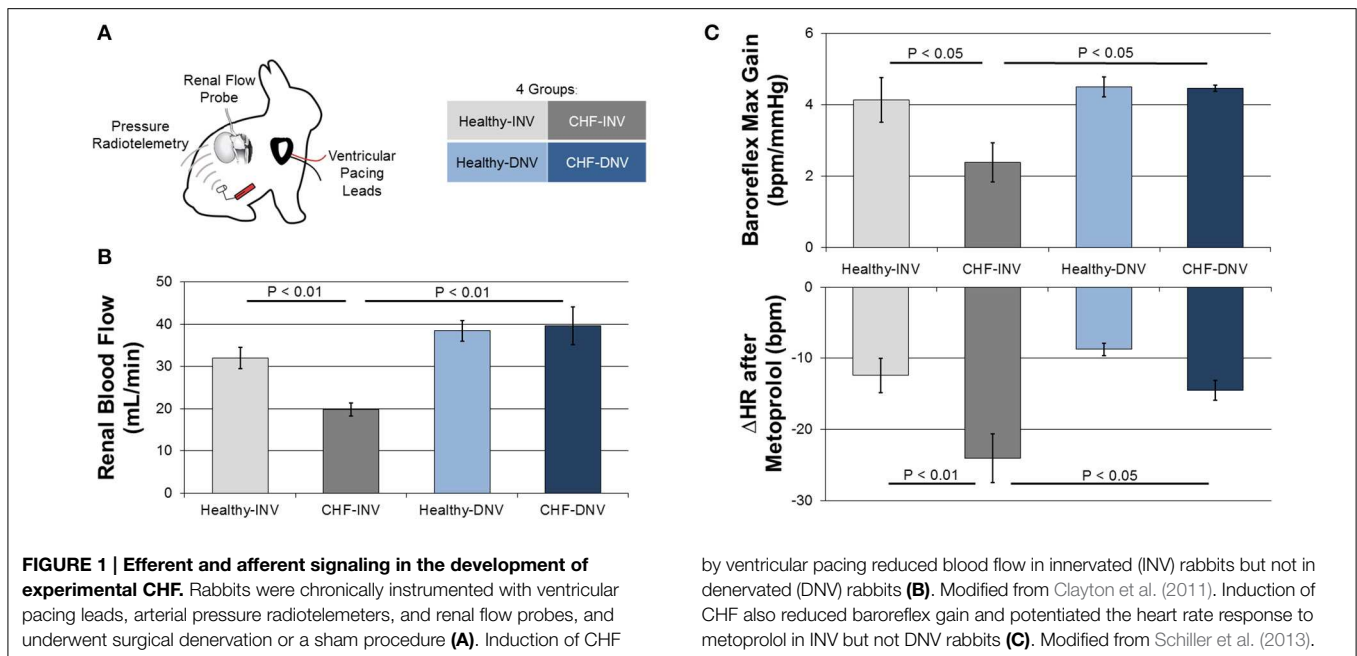 A
Renal Flow
Probe
Pressure
Radiotelemetry
Ventricular
Pacing
Leads
4 Groups:
Healthy-INV CHF-INV
Healthy-DNV CHF-DNV
B
Renal Blood Flow
(mL/min)
50
40
30
20
10
0
P < 0.01 P < 0.01
Healthy-INV CHF-INV Healthy-DNV CHF-DNV
C
Baroreflex Max Gain
(bpm/mmHg)
6
4
2
0
P < 0.05 P < 0.05
Healthy-INV CHF-INV Healthy-DNV CHF-DNV
ΔHR after
Metoprolol (bpm)
0
-10
-20
-30
P < 0.01 P < 0.05
FIGURE 1 | Efferent and afferent signaling in the development of
experimental CHF. Rabbits were chronically instrumented with ventricular
pacing leads, arterial pressure radiotelemeters, and renal flow probes, and
underwent surgical denervation or a sham procedure (A). Induction of CHF
by ventricular pacing reduced blood flow in innervated (INV) rabbits but not in
denervated (DNV) rabbits (B). Modified from Clayton et al. (2011). Induction of
CHF also reduced baroreflex gain and potentiated the heart rate response to
metoprolol in INV but not DNV rabbits (C). Modified from Schiller et al. (2013).